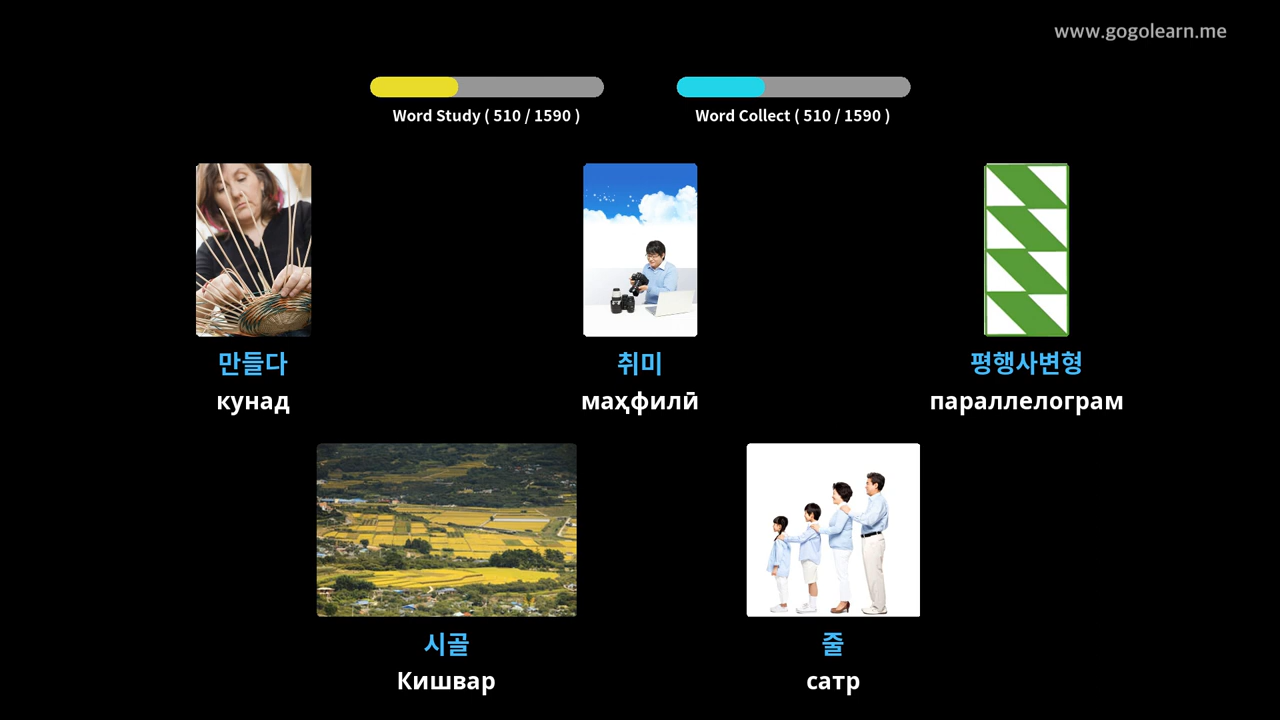 www.gogolearn.me
Word Study ( 510 / 1590 )
Word Collect ( 510 / 1590 )
만들다
кунад
취미
маҳфилӣ
평행사변형
параллелограм
시골
Кишвар
줄
сатр